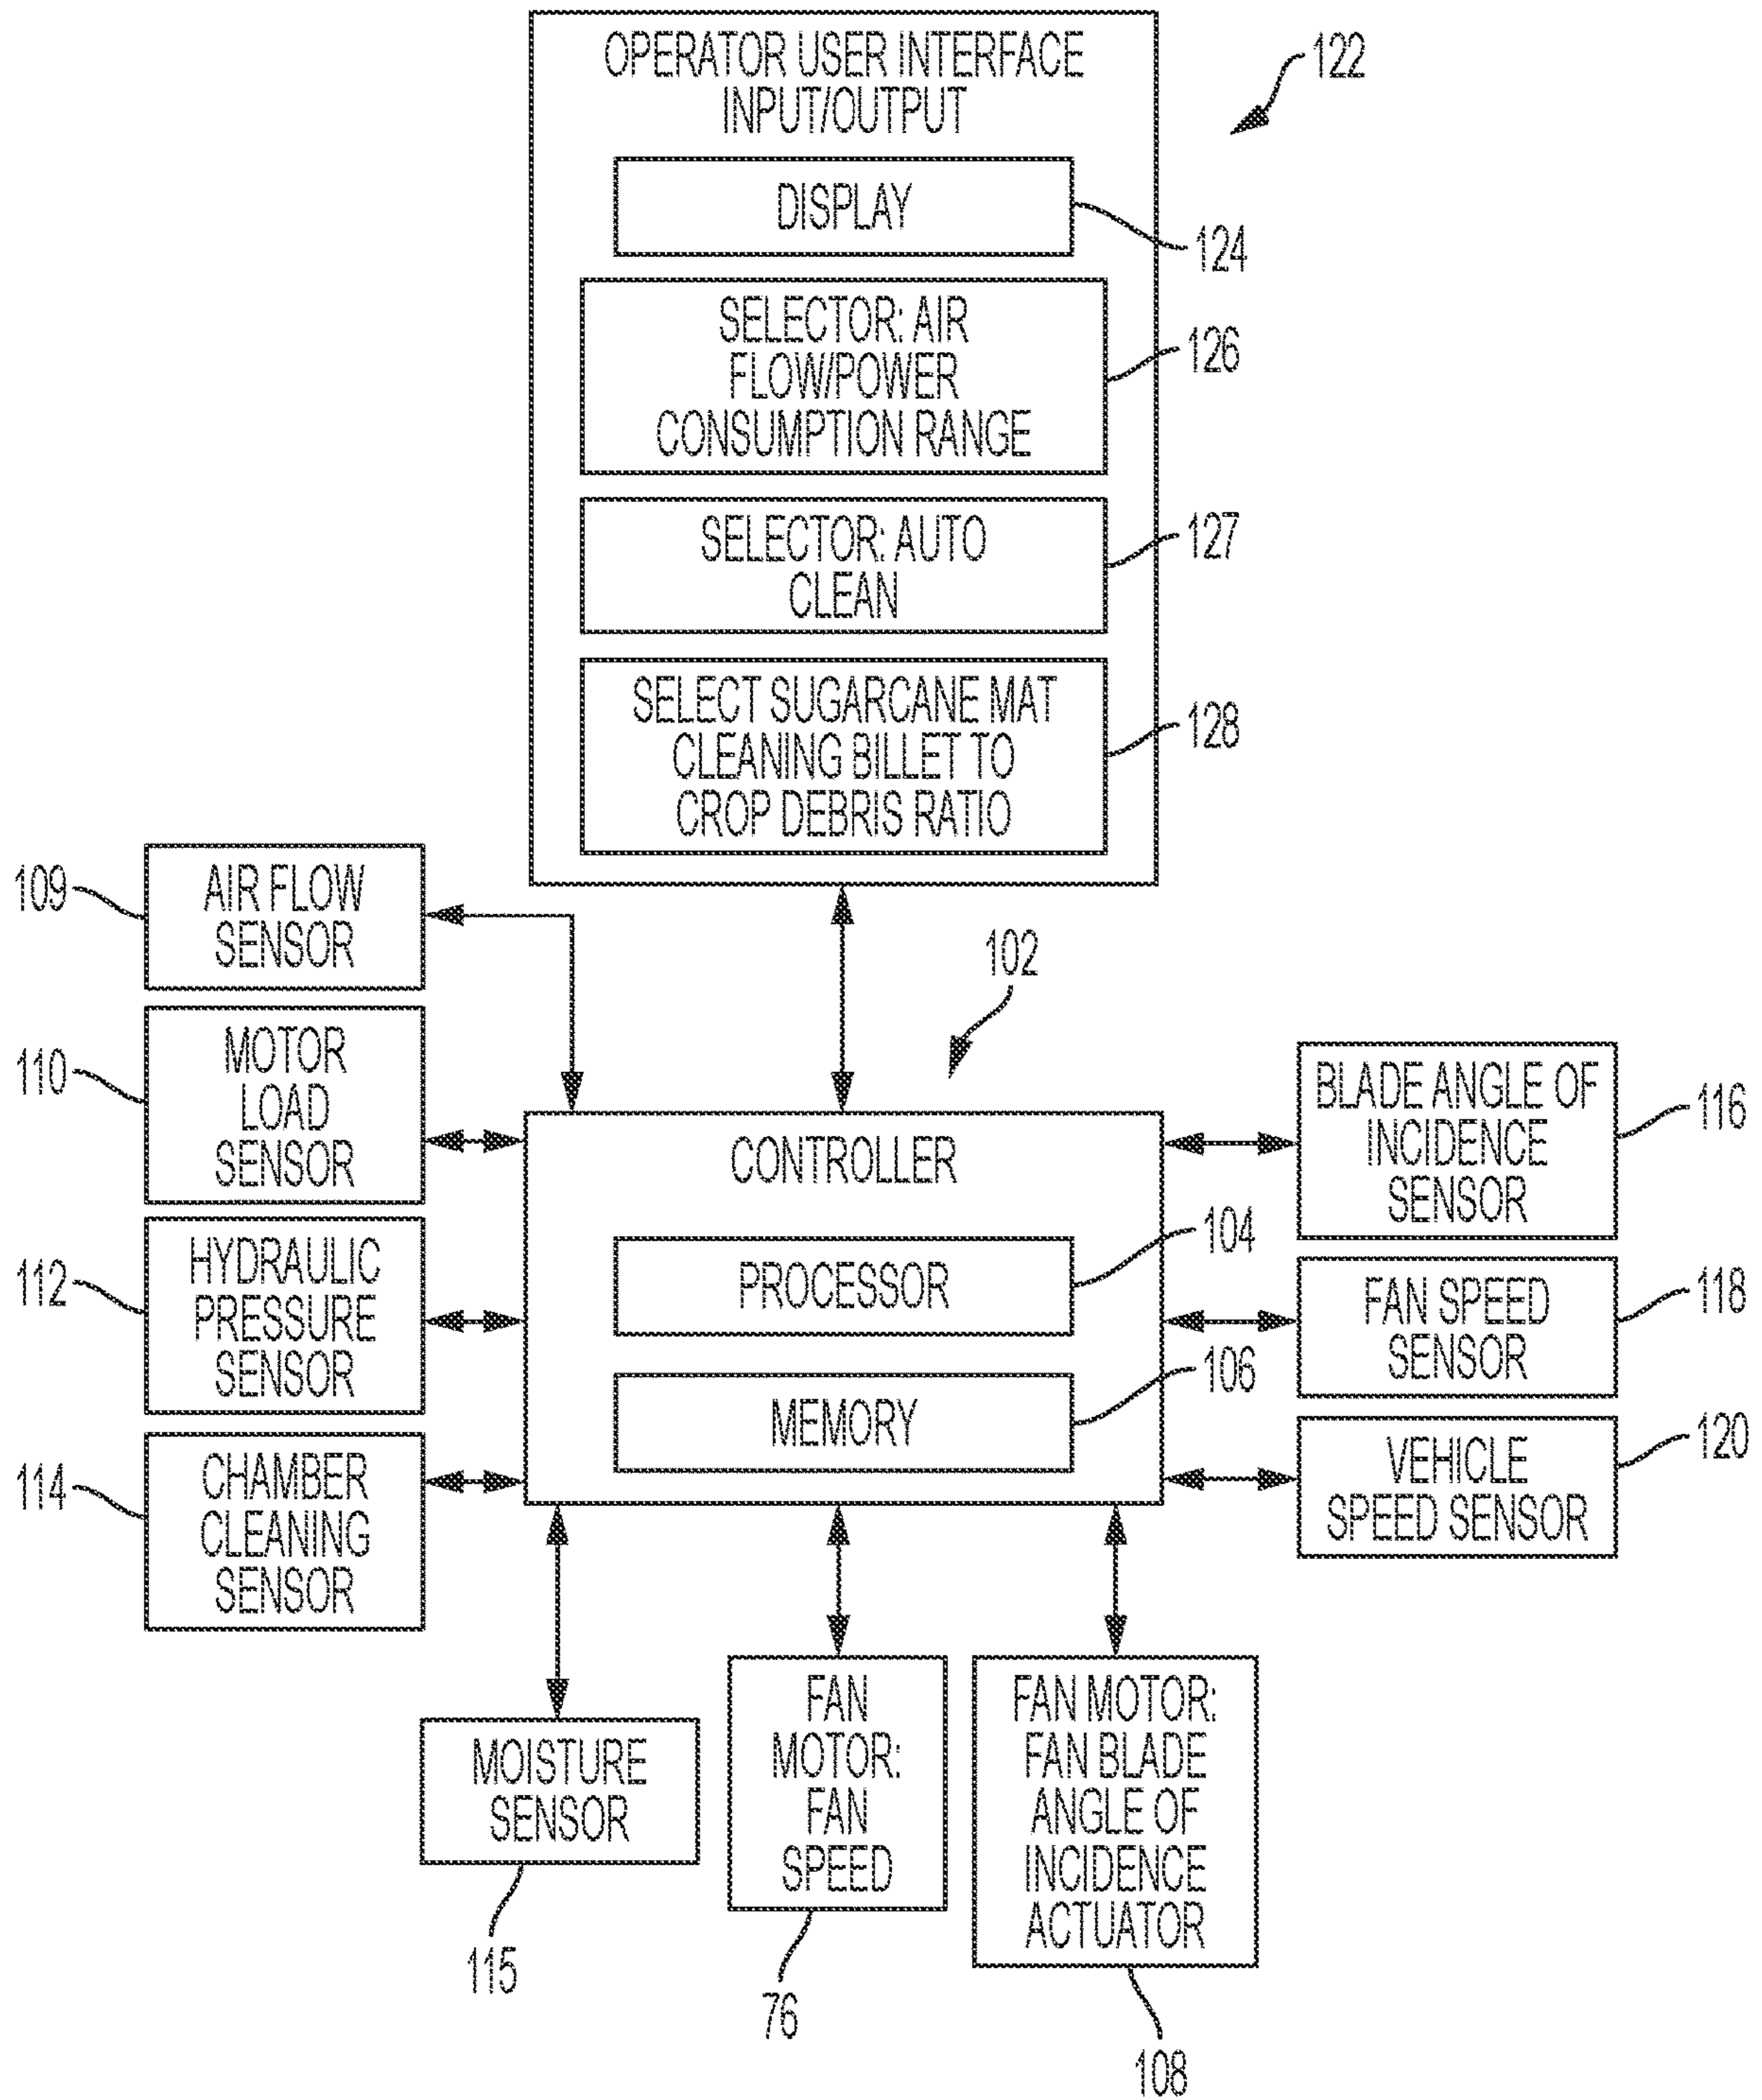 OPERATOR USER INTERFACE
INPUT/OUTPUT
122
DISPLAY
124
SELECTOR: AIR
FLOW/POWER
CONSUMPTION RANGE
126
SELECTOR: AUTO
CLEAN
127
SELECT SUGARCANE MAT
CLEANING BILLET TO
CROP DEBRIS RATIO
128
109
AIR FLOW
SENSOR
102
110
MOTOR
LOAD
SENSOR
112
HYDRAULIC
PRESSURE
SENSOR
114
CHAMBER
CLEANING
SENSOR
CONTROLLER
PROCESSOR
104
MEMORY
106
BLADE ANGLE OF
INCIDENCE
SENSOR
116
FAN SPEED
SENSOR
118
VEHICLE
SPEED SENSOR
120
MOISTURE
SENSOR
115
FAN
MOTOR:
FAN
SPEED
76
FAN MOTOR:
FAN BLADE
ANGLE OF
INCIDENCE
ACTUATOR
108